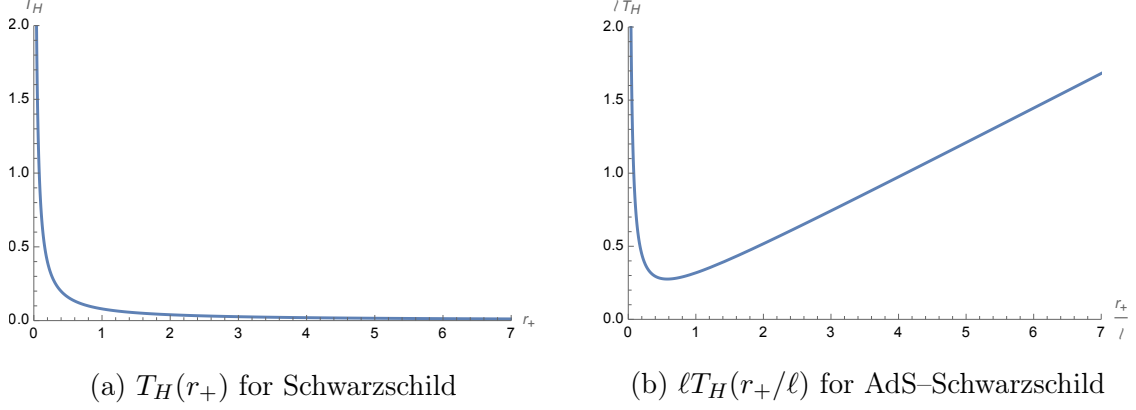 T_H
2.0
1.5
1.0
0.5
0.0
0 1 2 3 4 5 6 7 r_+
(a) T_H(r_+) for Schwarzschild
ℓ T_H
2.0
1.5
1.0
0.5
0.0
0 1 2 3 4 5 6 7 r_+/ℓ
(b) ℓT_H(r_+/ℓ) for AdS–Schwarzschild